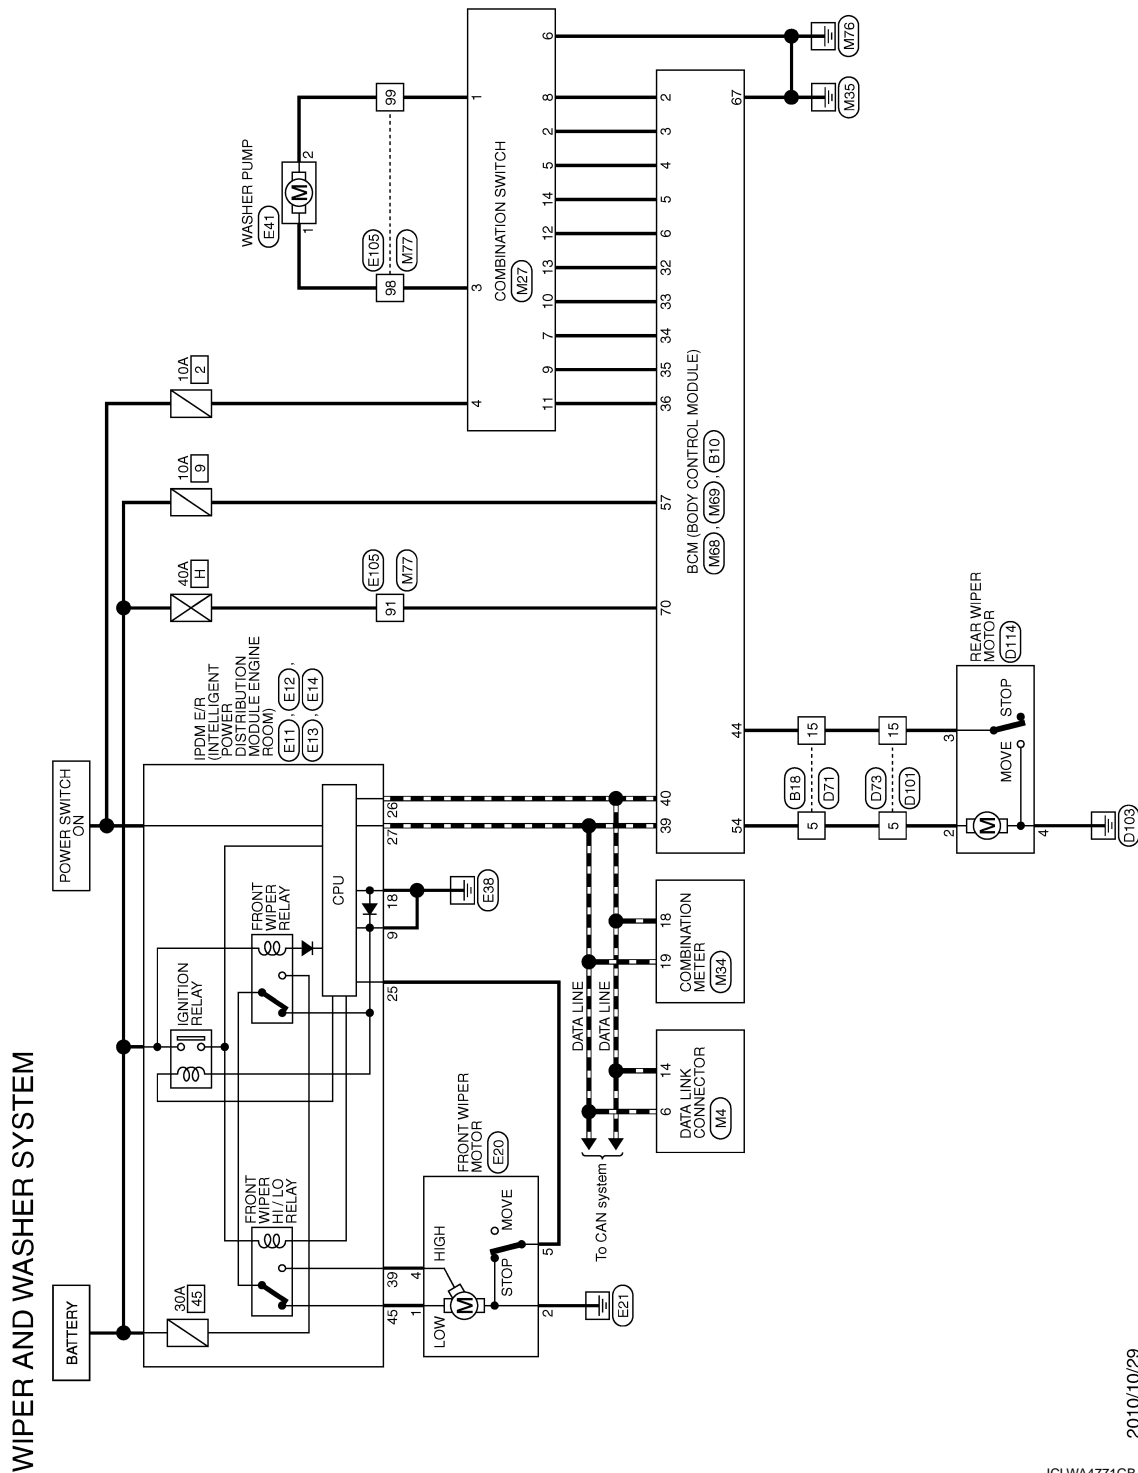 WIPER AND WASHER SYSTEM
BATTERY
POWER SWITCH
ON
30A
45
40A
H
10A
9
10A
2
IPDM E/R
(INTELLIGENT
POWER
DISTRIBUTION
MODULE ENGINE
ROOM)
E11 , E12 ,
E13 , E14
IGNITION
RELAY
FRONT
WIPER
HI / LO
RELAY
FRONT
WIPER
RELAY
CPU
45
39
25
9
18
27
26
E38
FRONT WIPER
MOTOR
E20
1
4
LOW
HIGH
M
STOP
MOVE
2
5
E21
WASHER PUMP
E41
1
M
2
E105
M77
91
E105
M77
98
99
3
1
4
COMBINATION SWITCH
M27
11
9
7
10
13
12
14
5
2
8
6
36
35
34
33
32
6
5
4
3
2
57
70
BCM (BODY CONTROL MODULE)
M68 , M69 , B10
39
40
54
44
67
M35
M76
DATA LINE
DATA LINE
To CAN system
6
14
DATA LINK
CONNECTOR
M4
19
18
COMBINATION
METER
M34
5
B18
D71
15
5
D73
D101
15
REAR WIPER
MOTOR
D114
2
3
M
MOVE
STOP
4
D103
2010/10/29